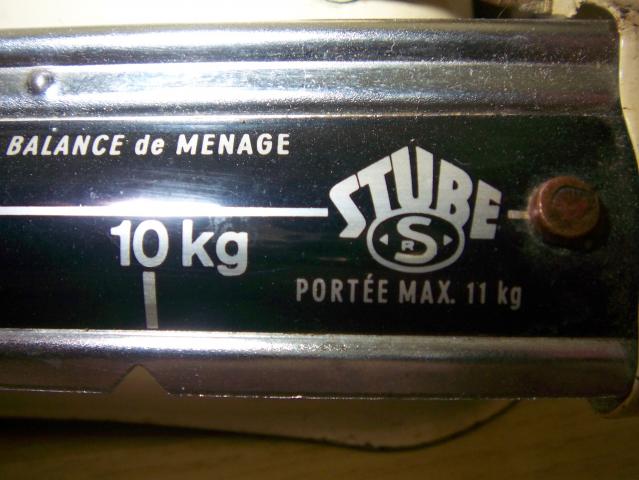 BALANCE de MENAGE
STUBE
S
R
10 kg
PORTÉE MAX. 11 kg